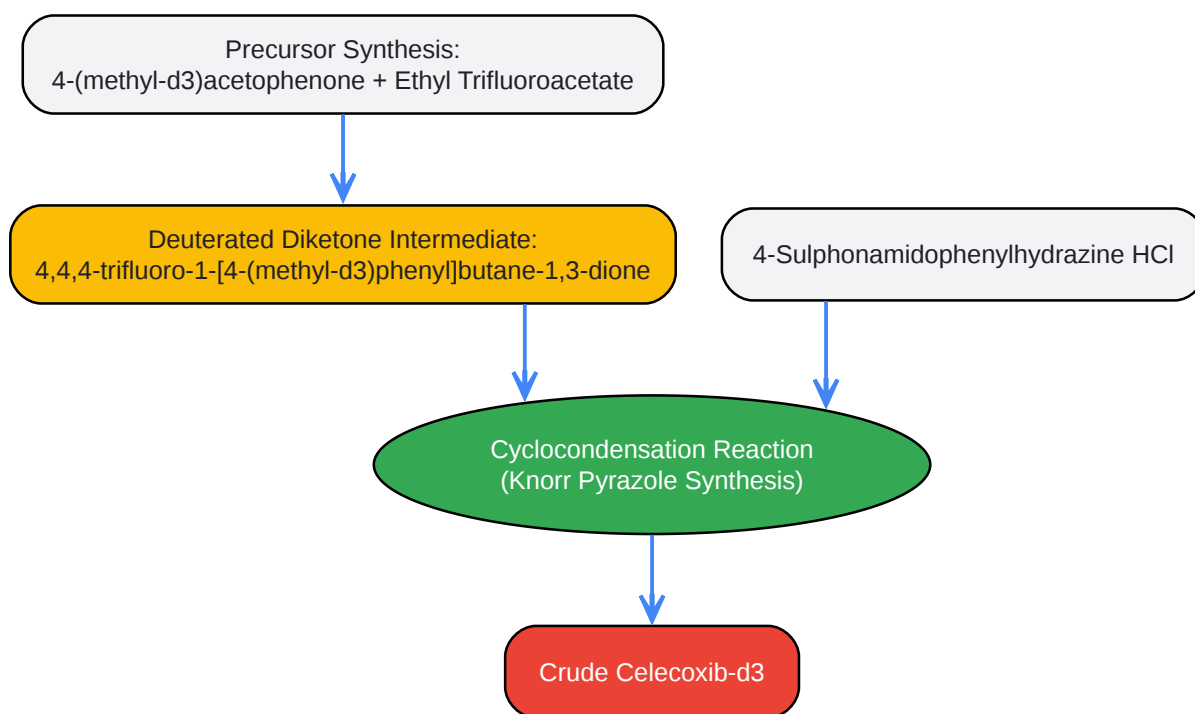 Precursor Synthesis:
4-(methyl-d3)acetophenone + Ethyl Trifluoroacetate
Deuterated Diketone Intermediate:
4,4,4-trifluoro-1-[4-(methyl-d3)phenyl]butane-1,3-dione
4-Sulphonamidophenylhydrazine HCl
Cyclocondensation Reaction
(Knorr Pyrazole Synthesis)
Crude Celecoxib-d3